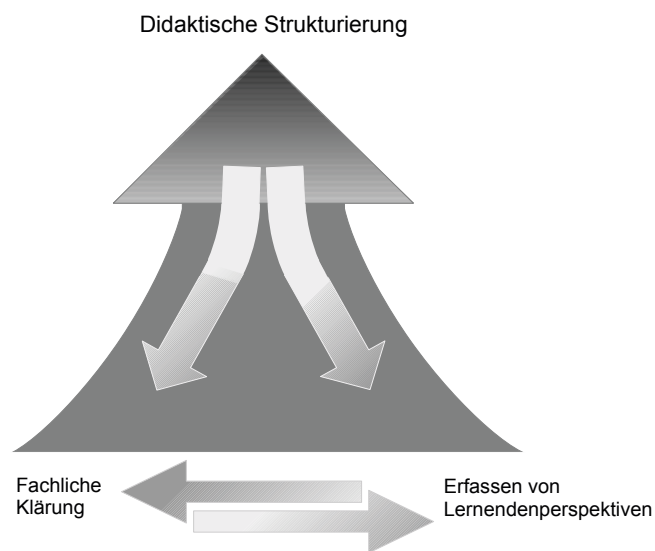 Didaktische Strukturierung
Fachliche
Klärung
Erfassen von
Lernendenperspektiven